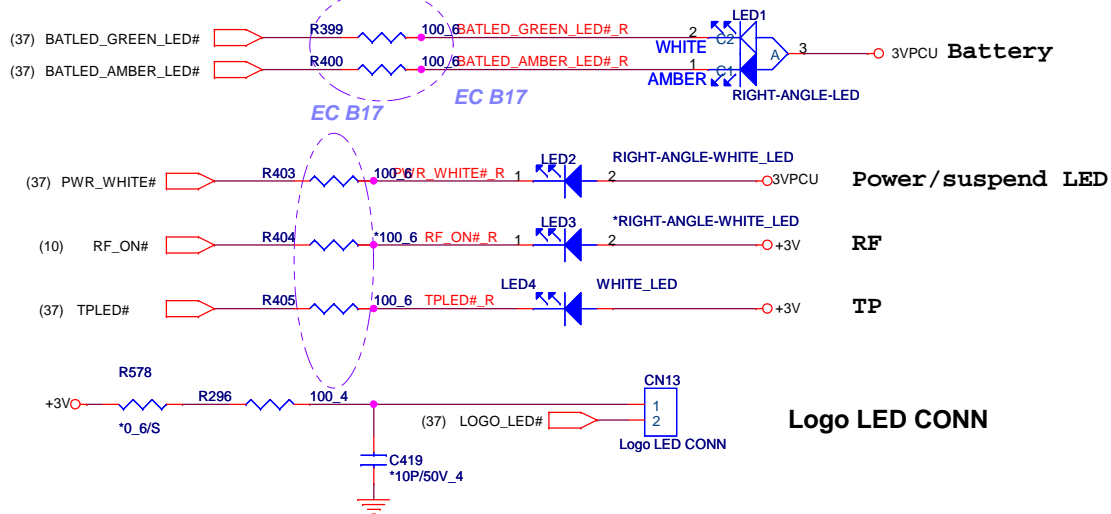 LED1
(37) BATLED_GREEN_LED# R399 100_6 BATLED_GREEN_LED#_R 2 C2 3 3VPCU Battery
WHITE A
(37) BATLED_AMBER_LED# R400 100_6 BATLED_AMBER_LED#_R 1 C1
AMBER
RIGHT-ANGLE-LED
EC B17
EC B17
LED2 RIGHT-ANGLE-WHITE_LED
(37) PWR_WHITE# R403 100_6 PWR_WHITE#_R 1 2 3VPCU Power/suspend LED
LED3 *RIGHT-ANGLE-WHITE_LED
(10) RF_ON# R404 *100_6 RF_ON#_R 1 2 +3V RF
LED4 WHITE_LED
(37) TPLED# R405 100_6 TPLED#_R +3V TP
R578
CN13
+3V R296 100_4 1
*0_6/S
(37) LOGO_LED# 2
Logo LED CONN
Logo LED CONN
C419
*10P/50V_4